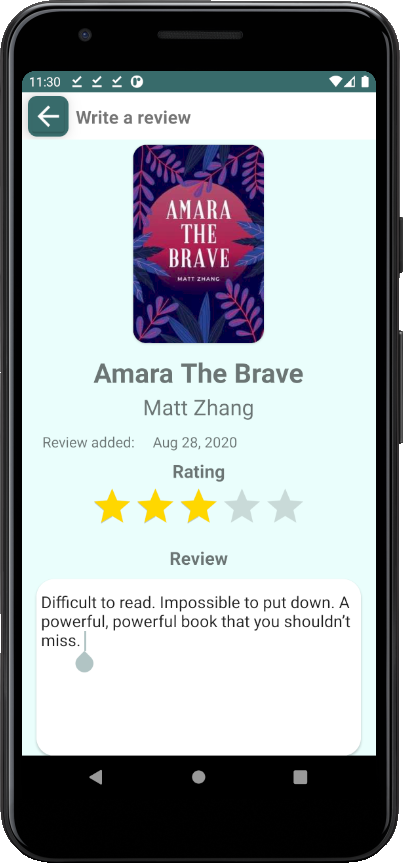 11:30
Write a review
AMARA
THE
BRAVE
MATT ZHANG
Amara The Brave
Matt Zhang
Review added: Aug 28, 2020
Rating
Review
Difficult to read. Impossible to put down. A
powerful, powerful book that you shouldn't
miss.